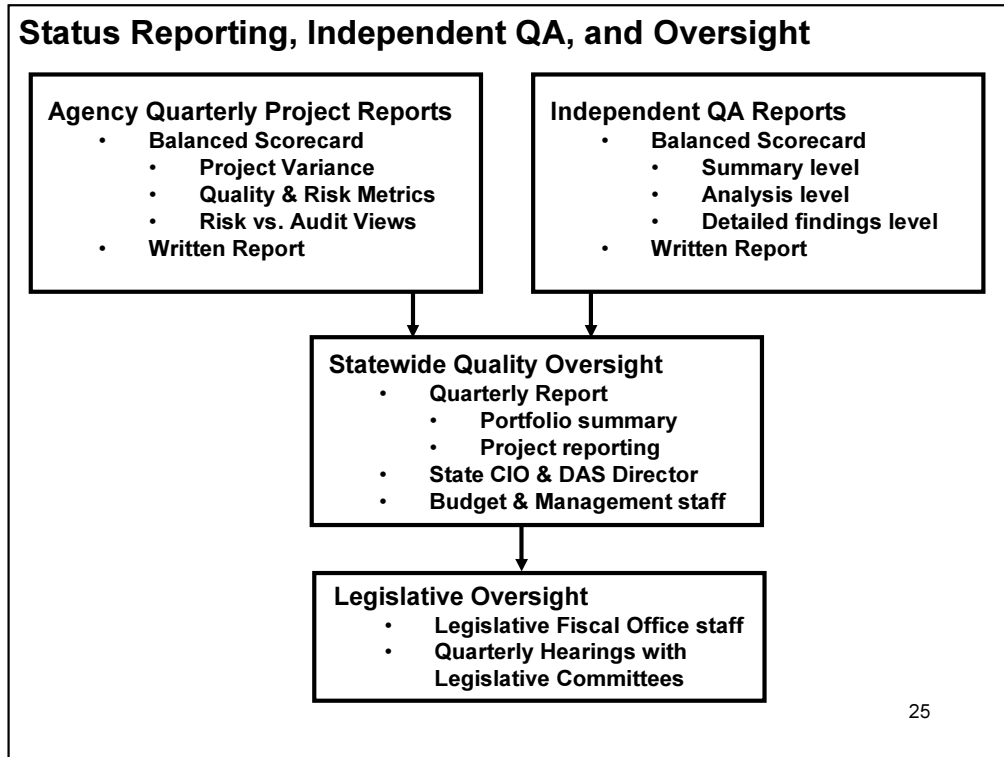 Status Reporting, Independent QA, and Oversight
Agency Quarterly Project Reports
• Balanced Scorecard
• Project Variance
• Quality & Risk Metrics
• Risk vs. Audit Views
• Written Report
Independent QA Reports
• Balanced Scorecard
• Summary level
• Analysis level
• Detailed findings level
• Written Report
Statewide Quality Oversight
• Quarterly Report
• Portfolio summary
• Project reporting
• State CIO & DAS Director
• Budget & Management staff
Legislative Oversight
• Legislative Fiscal Office staff
• Quarterly Hearings with
Legislative Committees
25